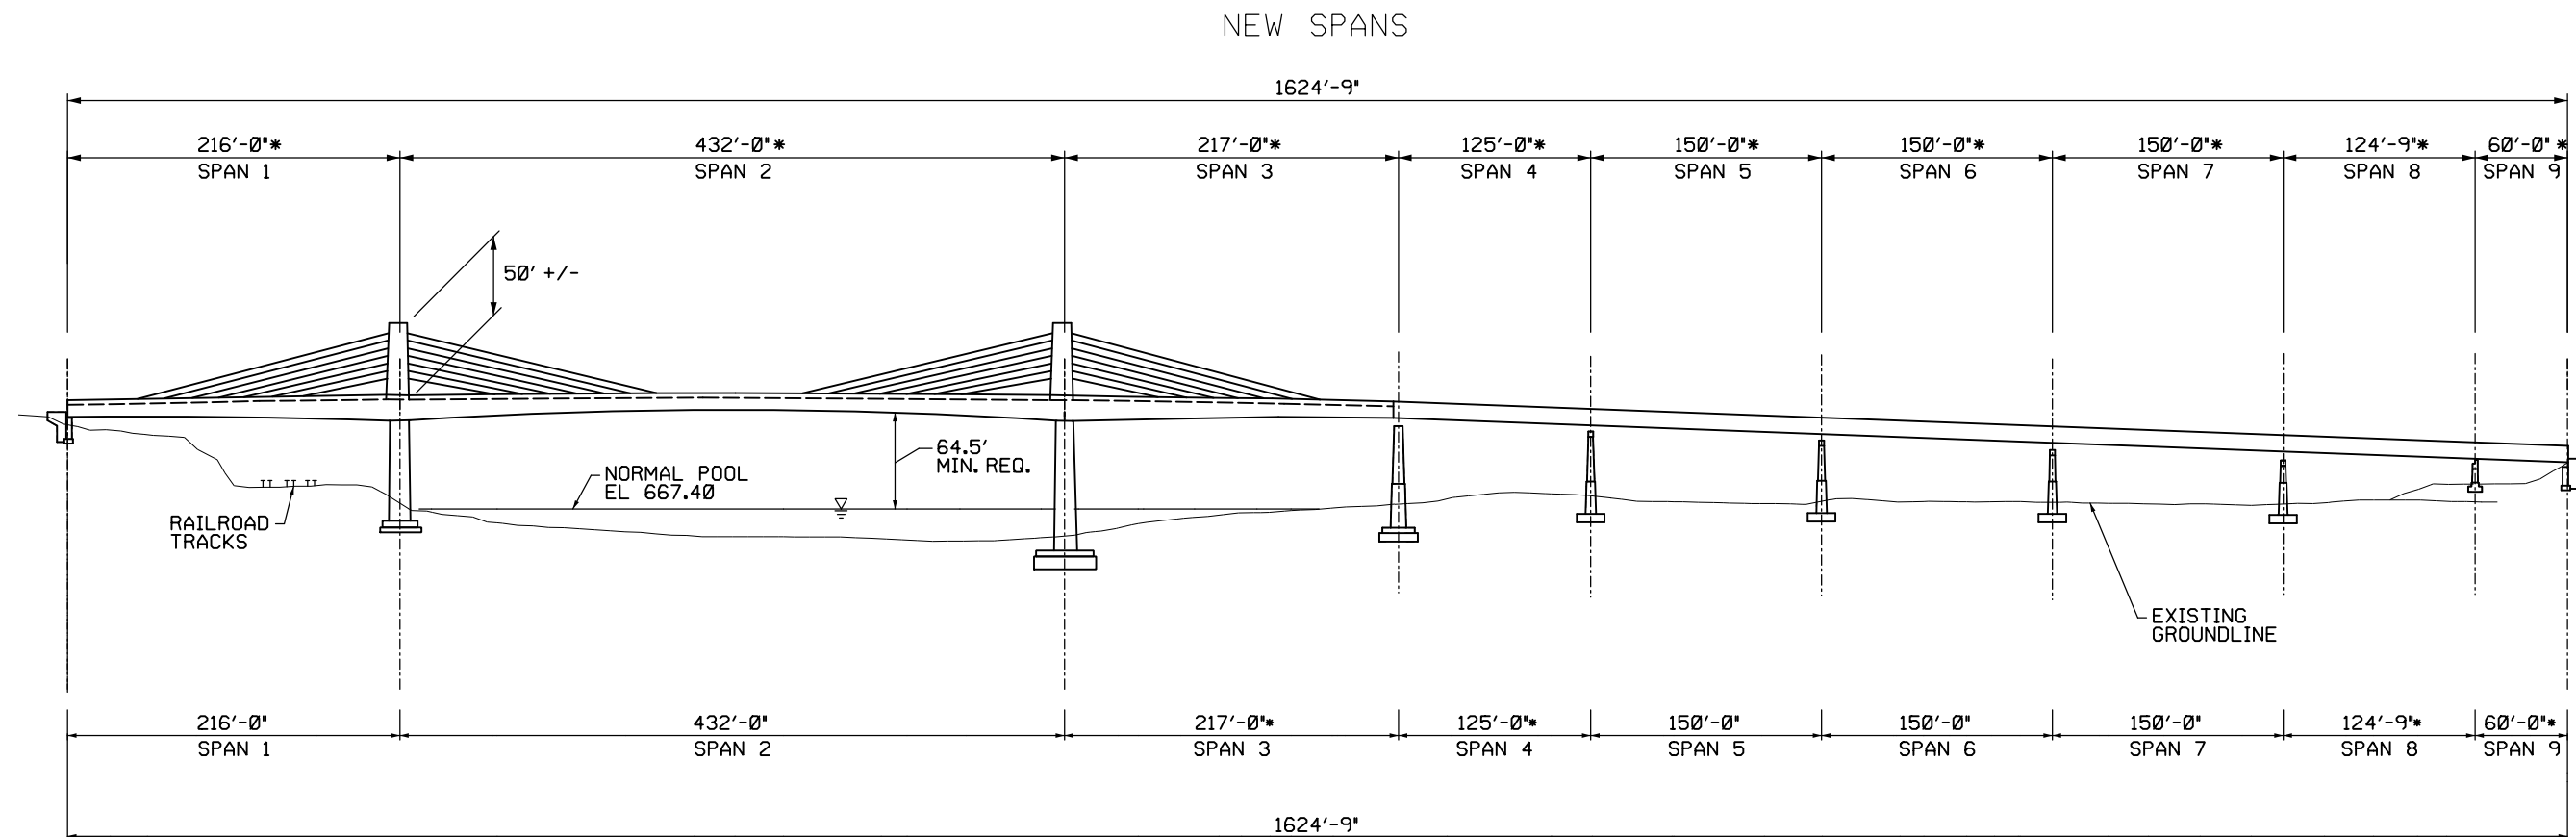 NEW SPANS
1624'-9"
216'-0"* 432'-0"* 217'-0"* 125'-0"* 150'-0"* 150'-0"* 150'-0"* 124'-9"* 60'-0"*
SPAN 1 SPAN 2 SPAN 3 SPAN 4 SPAN 5 SPAN 6 SPAN 7 SPAN 8 SPAN 9
50' +/-
64.5'
MIN. REQ.
NORMAL POOL
EL 667.40
RAILROAD
TRACKS
EXISTING
GROUNDLINE
216'-0" 432'-0" 217'-0"* 125'-0"* 150'-0" 150'-0" 150'-0" 124'-9"* 60'-0"*
SPAN 1 SPAN 2 SPAN 3 SPAN 4 SPAN 5 SPAN 6 SPAN 7 SPAN 8 SPAN 9
1624'-9"